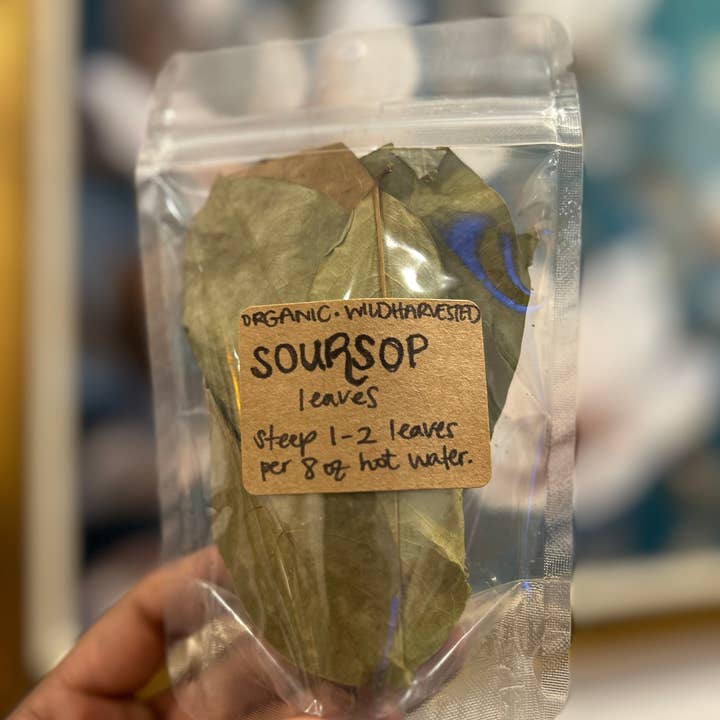 ORGANIC • WILDHARVESTED
SOURSOP
leaves
steep 1-2 leaves
per 8 oz hot water.